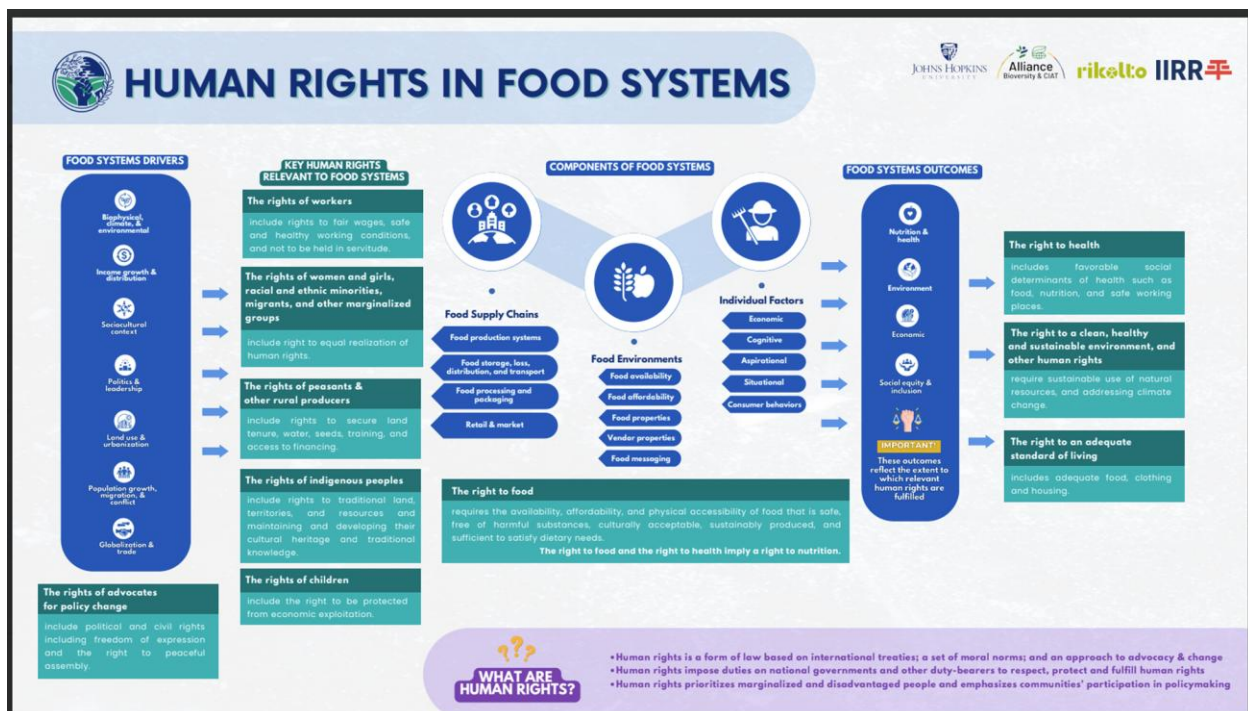 HUMAN RIGHTS IN FOOD SYSTEMS
JOHNS HOPKINS
UNIVERSITY
Alliance
Bioversity & CIAT
rikolto
IIRR
FOOD SYSTEMS DRIVERS
Biophysical,
climate, &
environmental
Income growth &
distribution
Sociocultural
context
Politics &
leadership
Land use &
urbanization
Population growth,
migration, &
conflict
Globalization &
trade
The rights of advocates
for policy change
include political and civil rights
including freedom of expression
and the right to peaceful
assembly.
KEY HUMAN RIGHTS
RELEVANT TO FOOD SYSTEMS
The rights of workers
include rights to fair wages, safe
and healthy working conditions,
and not to be held in servitude.
The rights of women and girls,
racial and ethnic minorities,
migrants, and other marginalized
groups
include right to equal realization of
human rights.
The rights of peasants &
other rural producers
include rights to secure land
tenure, water, seeds, training, and
access to financing.
The rights of indigenous peoples
include rights to traditional land,
territories, and resources and
maintaining and developing their
cultural heritage and traditional
knowledge.
The rights of children
include the right to be protected
from economic exploitation.
COMPONENTS OF FOOD SYSTEMS
Food Supply Chains
Food production systems
Food storage, loss,
distribution, and transport
Food processing and
packaging
Retail & market
Food Environments
Food availability
Food affordability
Food properties
Vendor properties
Food messaging
Individual Factors
Economic
Cognitive
Aspirational
Situational
Consumer behaviors
The right to food
requires the availability, affordability, and physical accessibility of food that is safe,
free of harmful substances, culturally acceptable, sustainably produced, and
sufficient to satisfy dietary needs.
The right to food and the right to health imply a right to nutrition.
FOOD SYSTEMS OUTCOMES
Nutrition &
health
Environment
Economic
Social equity &
inclusion
IMPORTANT!
These outcomes
reflect the extent to
which relevant
human rights are
fulfilled
The right to health
includes favorable social
determinants of health such as
food, nutrition, and safe working
places.
The right to a clean, healthy
and sustainable environment, and
other human rights
require sustainable use of natural
resources, and addressing climate
change.
The right to an adequate
standard of living
includes adequate food, clothing
and housing.
???
WHAT ARE
HUMAN RIGHTS?
•Human rights is a form of law based on international treaties; a set of moral norms; and an approach to advocacy & change
•Human rights impose duties on national governments and other duty-bearers to respect, protect and fulfill human rights
•Human rights prioritizes marginalized and disadvantaged people and emphasizes communities' participation in policymaking